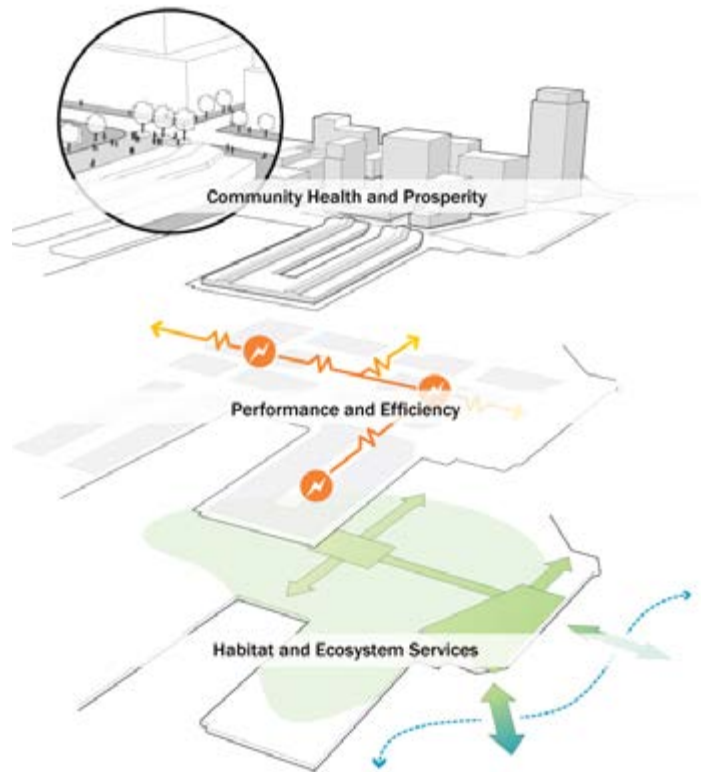 Community Health and Prosperity
Performance and Efficiency
Habitat and Ecosystem Services